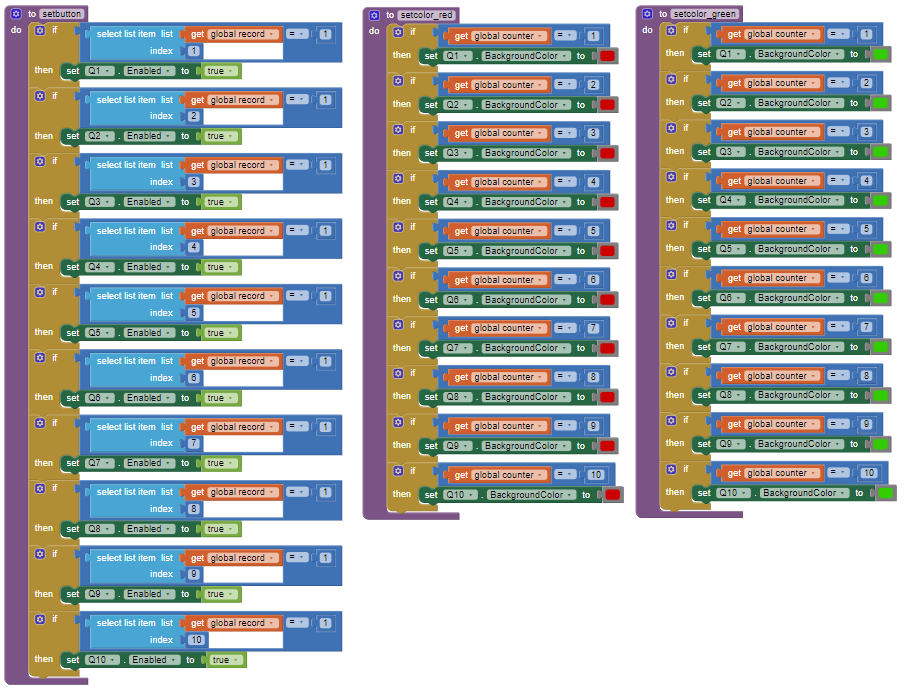 to setbutton
do if select list item list get global record = 1
index 1
then set Q1 . Enabled to true
if select list item list get global record = 1
index 2
then set Q2 . Enabled to true
if select list item list get global record = 1
index 3
then set Q3 . Enabled to true
if select list item list get global record = 1
index 4
then set Q4 . Enabled to true
if select list item list get global record = 1
index 5
then set Q5 . Enabled to true
if select list item list get global record = 1
index 6
then set Q6 . Enabled to true
if select list item list get global record = 1
index 7
then set Q7 . Enabled to true
if select list item list get global record = 1
index 8
then set Q8 . Enabled to true
if select list item list get global record = 1
index 9
then set Q9 . Enabled to true
if select list item list get global record = 1
index 10
then set Q10 . Enabled to true
to setcolor_red
do if get global counter = 1
then set Q1 . BackgroundColor to
if get global counter = 2
then set Q2 . BackgroundColor to
if get global counter = 3
then set Q3 . BackgroundColor to
if get global counter = 4
then set Q4 . BackgroundColor to
if get global counter = 5
then set Q5 . BackgroundColor to
if get global counter = 6
then set Q6 . BackgroundColor to
if get global counter = 7
then set Q7 . BackgroundColor to
if get global counter = 8
then set Q8 . BackgroundColor to
if get global counter = 9
then set Q9 . BackgroundColor to
if get global counter = 10
then set Q10 . BackgroundColor to
to setcolor_green
do if get global counter = 1
then set Q1 . BackgroundColor to
if get global counter = 2
then set Q2 . BackgroundColor to
if get global counter = 3
then set Q3 . BackgroundColor to
if get global counter = 4
then set Q4 . BackgroundColor to
if get global counter = 5
then set Q5 . BackgroundColor to
if get global counter = 6
then set Q6 . BackgroundColor to
if get global counter = 7
then set Q7 . BackgroundColor to
if get global counter = 8
then set Q8 . BackgroundColor to
if get global counter = 9
then set Q9 . BackgroundColor to
if get global counter = 10
then set Q10 . BackgroundColor to